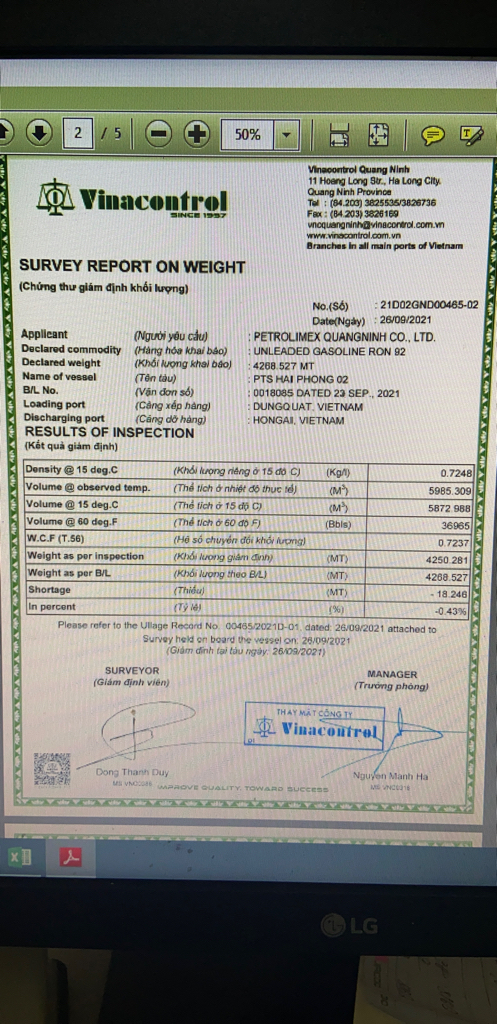 2 / 5
50%
Vinacontrol
SINCE 1957
Vinacontrol Quang Ninh
11 Hoang Long Str., Ha Long City.
Quang Ninh Province
Tel : (84.203) 3825535/3826736
Fax : (84.203) 3826169
vncquangninh@vinacontrol.com.vn
www.vinacontrol.com.vn
Branches in all main ports of Vietnam
SURVEY REPORT ON WEIGHT
(Chứng thư giám định khối lượng)
No.(Số) : 21D02GND00465-02
Date(Ngày) : 26/09/2021
Applicant (Người yêu cầu) : PETROLIMEX QUANGNINH CO., LTD.
Declared commodity (Hàng hóa khai báo) : UNLEADED GASOLINE RON 92
Declared weight (Khối lượng khai báo) : 4268.527 MT
Name of vessel (Tên tàu) : PTS HAI PHONG 02
B/L No. (Vận đơn số) : 0018085 DATED 23 SEP., 2021
Loading port (Cảng xếp hàng) : DUNGQUAT, VIETNAM
Discharging port (Cảng dỡ hàng) : HONGAI, VIETNAM
RESULTS OF INSPECTION
(Kết quả giám định)
Density @ 15 deg.C (Khối lượng riêng ở 15 độ C) (Kg/l) 0.7248
Volume @ observed temp. (Thể tích ở nhiệt độ thực tế) (M³) 5985.309
Volume @ 15 deg.C (Thể tích ở 15 độ C) (M³) 5872.988
Volume @ 60 deg.F (Thể tích ở 60 độ F) (Bbls) 36965
W.C.F (T.56) (Hệ số chuyển đổi khối lượng) 0.7237
Weight as per inspection (Khối lượng giám định) (MT) 4250.281
Weight as per B/L (Khối lượng theo B/L) (MT) 4268.527
Shortage (Thiếu) (MT) - 18.246
In percent (Tỷ lệ) (%) -0.43%
Please refer to the Ullage Record No. 00465/2021D-01, dated: 26/09/2021 attached to
Survey held on board the vessel on: 26/09/2021
(Giám định tại tàu ngày: 26/09/2021)
SURVEYOR
(Giám định viên)
MANAGER
(Trưởng phòng)
THAY MẶT CÔNG TY
Vinacontrol
Dong Thanh Duy
Nguyen Manh Ha
IMPROVE QUALITY, TOWARD SUCCESS
LG